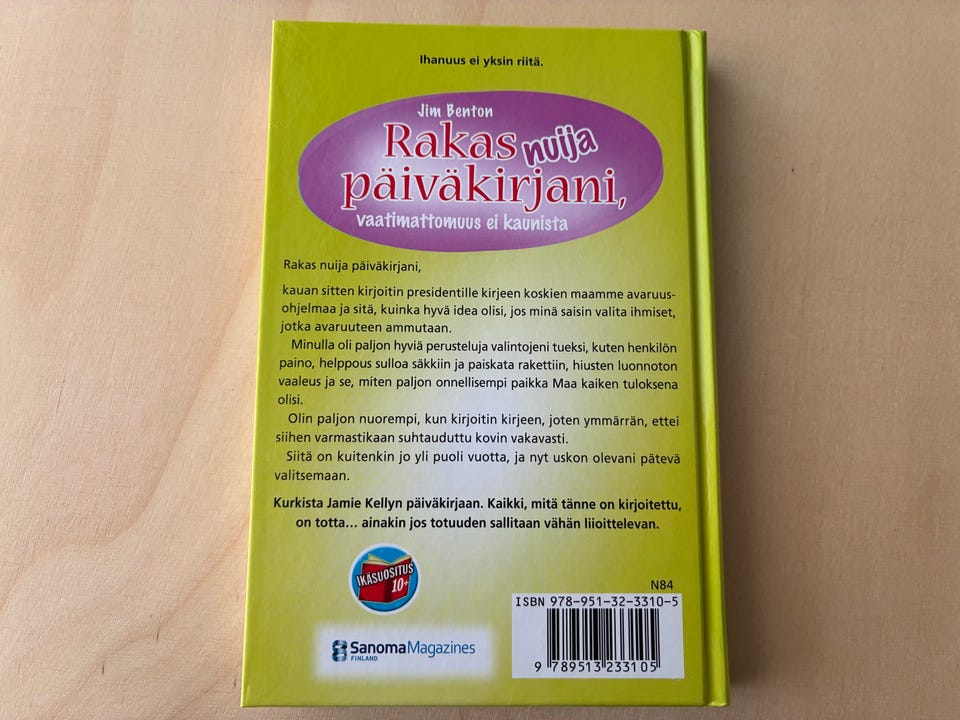 Ihanuus ei yksin riitä.
Jim Benton
Rakas nuija
päiväkirjani,
vaatimattomuus ei kaunista
Rakas nuija päiväkirjani,
kauan sitten kirjoitin presidentille kirjeen koskien maamme avaruus-
ohjelmaa ja sitä, kuinka hyvä idea olisi, jos minä saisin valita ihmiset,
jotka avaruuteen ammutaan.
Minulla oli paljon hyviä perusteluja valintojeni tueksi, kuten henkilön
paino, helppous sulloa säkkiin ja paiskata rakettiin, hiusten luonnoton
vaaleus ja se, miten paljon onnellisempi paikka Maa kaiken tuloksena
olisi.
Olin paljon nuorempi, kun kirjoitin kirjeen, joten ymmärrän, ettei
siihen varmastikaan suhtauduttu kovin vakavasti.
Siitä on kuitenkin jo yli puoli vuotta, ja nyt uskon olevani pätevä
valitsemaan.
Kurkista Jamie Kellyn päiväkirjaan. Kaikki, mitä tänne on kirjoitettu,
on totta... ainakin jos totuuden sallitaan vähän liioittelevan.
IKÄSUOSITUS
10+
N84
ISBN 978-951-32-3310-5
SanomaMagazines
FINLAND
9 789513 233105